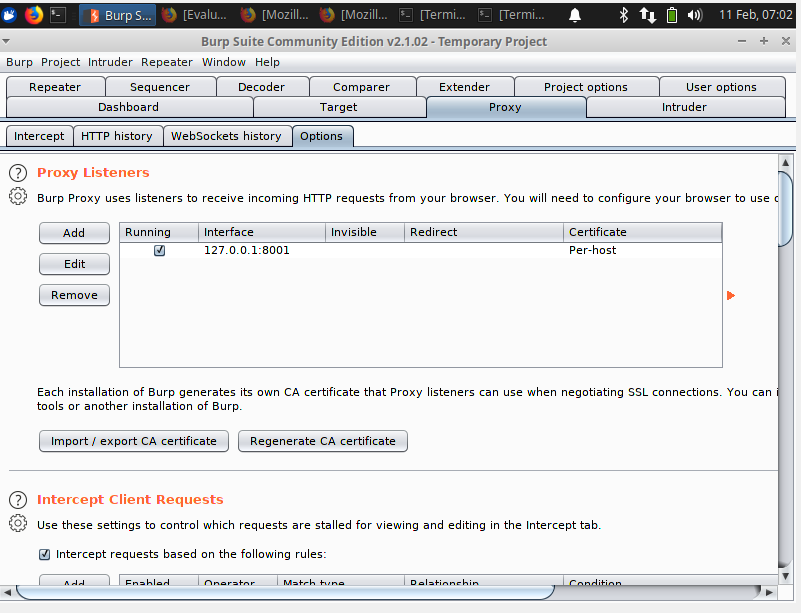 Burp S... [Evalu... [Mozill... [Mozill... [Termi... [Termi... 11 Feb, 07:02
Burp Suite Community Edition v2.1.02 - Temporary Project
Burp Project Intruder Repeater Window Help
Repeater Sequencer Decoder Comparer Extender Project options User options
Dashboard Target Proxy Intruder
Intercept HTTP history WebSockets history Options
? Proxy Listeners
Burp Proxy uses listeners to receive incoming HTTP requests from your browser. You will need to configure your browser to use
Add Running Interface Invisible Redirect Certificate
127.0.0.1:8001 Per-host
Edit
Remove
Each installation of Burp generates its own CA certificate that Proxy listeners can use when negotiating SSL connections. You can i
tools or another installation of Burp.
Import / export CA certificate Regenerate CA certificate
? Intercept Client Requests
Use these settings to control which requests are stalled for viewing and editing in the Intercept tab.
Intercept requests based on the following rules:
Add Enabled Operator Match type Relationship Condition